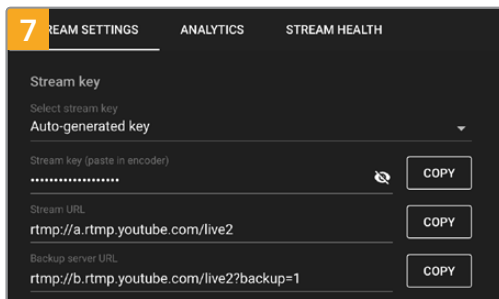 7
REAM SETTINGS ANALYTICS STREAM HEALTH
Stream key
Select stream key
Auto-generated key
Stream key (paste in encoder)
•••••••••••••••••••
COPY
Stream URL
rtmp://a.rtmp.youtube.com/live2
COPY
Backup server URL
rtmp://b.rtmp.youtube.com/live2?backup=1
COPY